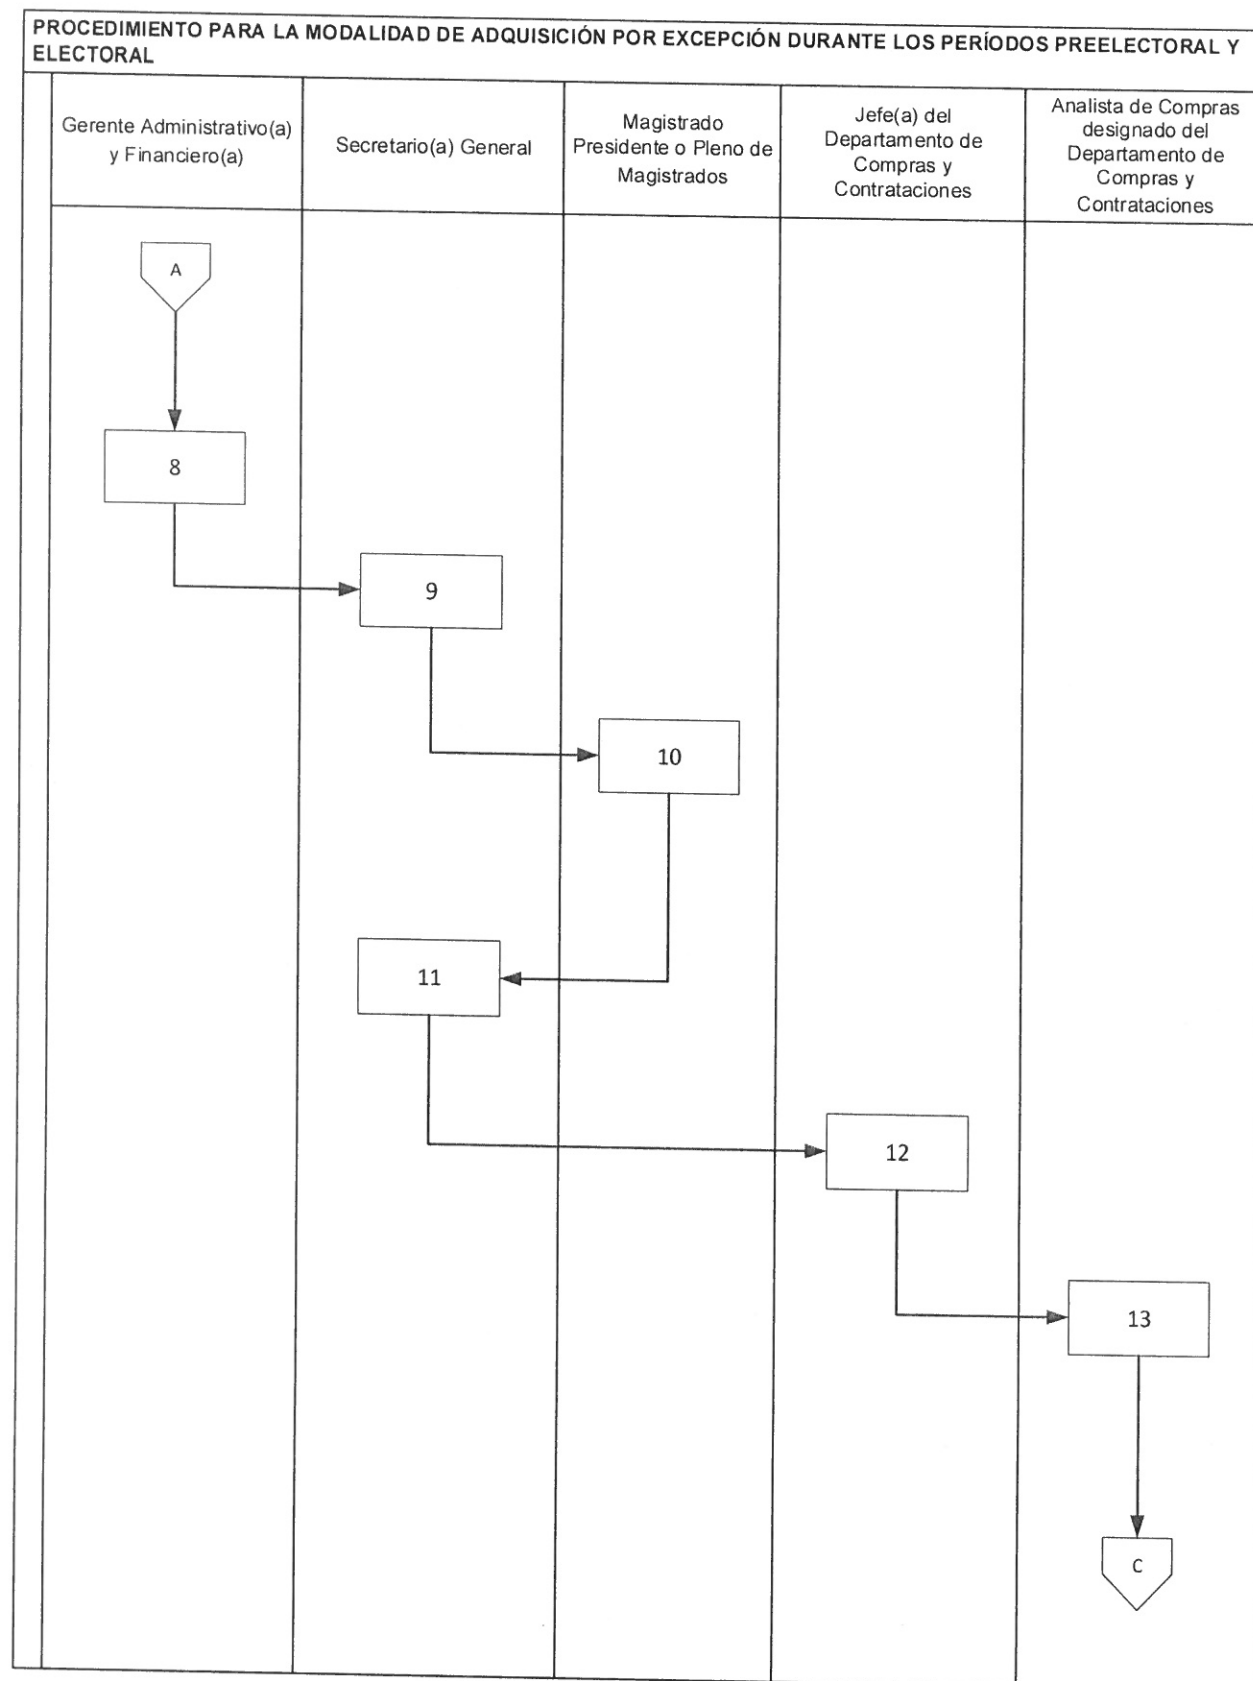 PROCEDIMIENTO PARA LA MODALIDAD DE ADQUISICIÓN POR EXCEPCIÓN DURANTE LOS PERÍODOS PREELECTORAL Y
ELECTORAL
Gerente Administrativo(a)
y Financiero(a)
Secretario(a) General
Magistrado
Presidente o Pleno de
Magistrados
Jefe(a) del
Departamento de
Compras y
Contrataciones
Analista de Compras
designado del
Departamento de
Compras y
Contrataciones
A
8
9
10
11
12
13
C